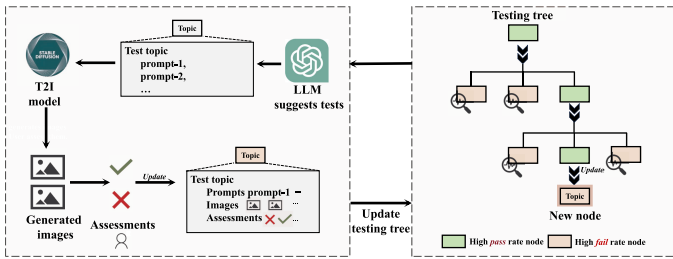 Topic
Test topic
prompt-1,
prompt-2,
...
STABLE
DIFFUSION
T2I
model
LLM
suggests tests
Generated
images
Assessments
Update
Topic
Test topic
Prompts prompt-1
Images ...
Assessments ...
Update
testing tree
Testing tree
Update
Topic
New node
High pass rate node
High fail rate node